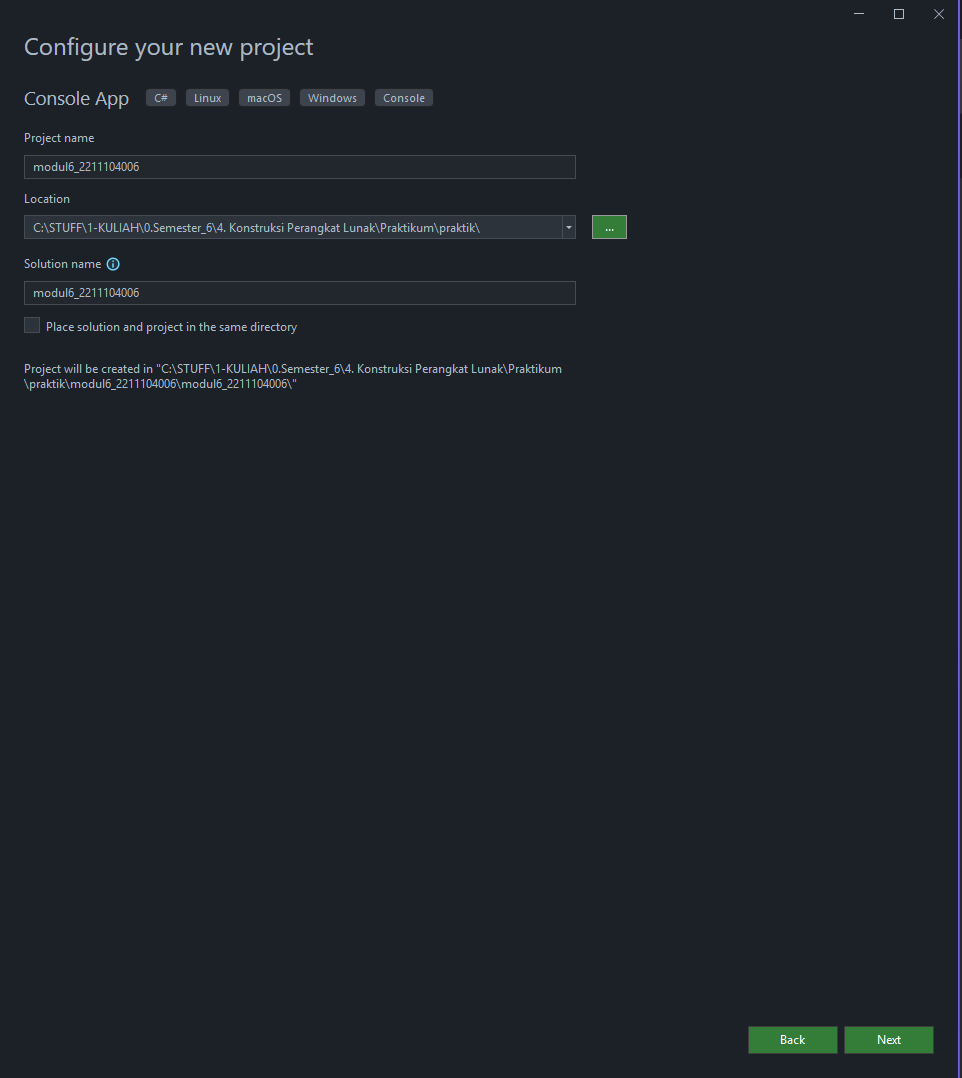 Configure your new project
Console App C# Linux macOS Windows Console
Project name
modul6_2211104006
Location
C:\STUFF\1-KULIAH\0.Semester_6\4. Konstruksi Perangkat Lunak\Praktikum\praktik\
...
Solution name
modul6_2211104006
Place solution and project in the same directory
Project will be created in "C:\STUFF\1-KULIAH\0.Semester_6\4. Konstruksi Perangkat Lunak\Praktikum
\praktik\modul6_2211104006\modul6_2211104006\"
Back Next